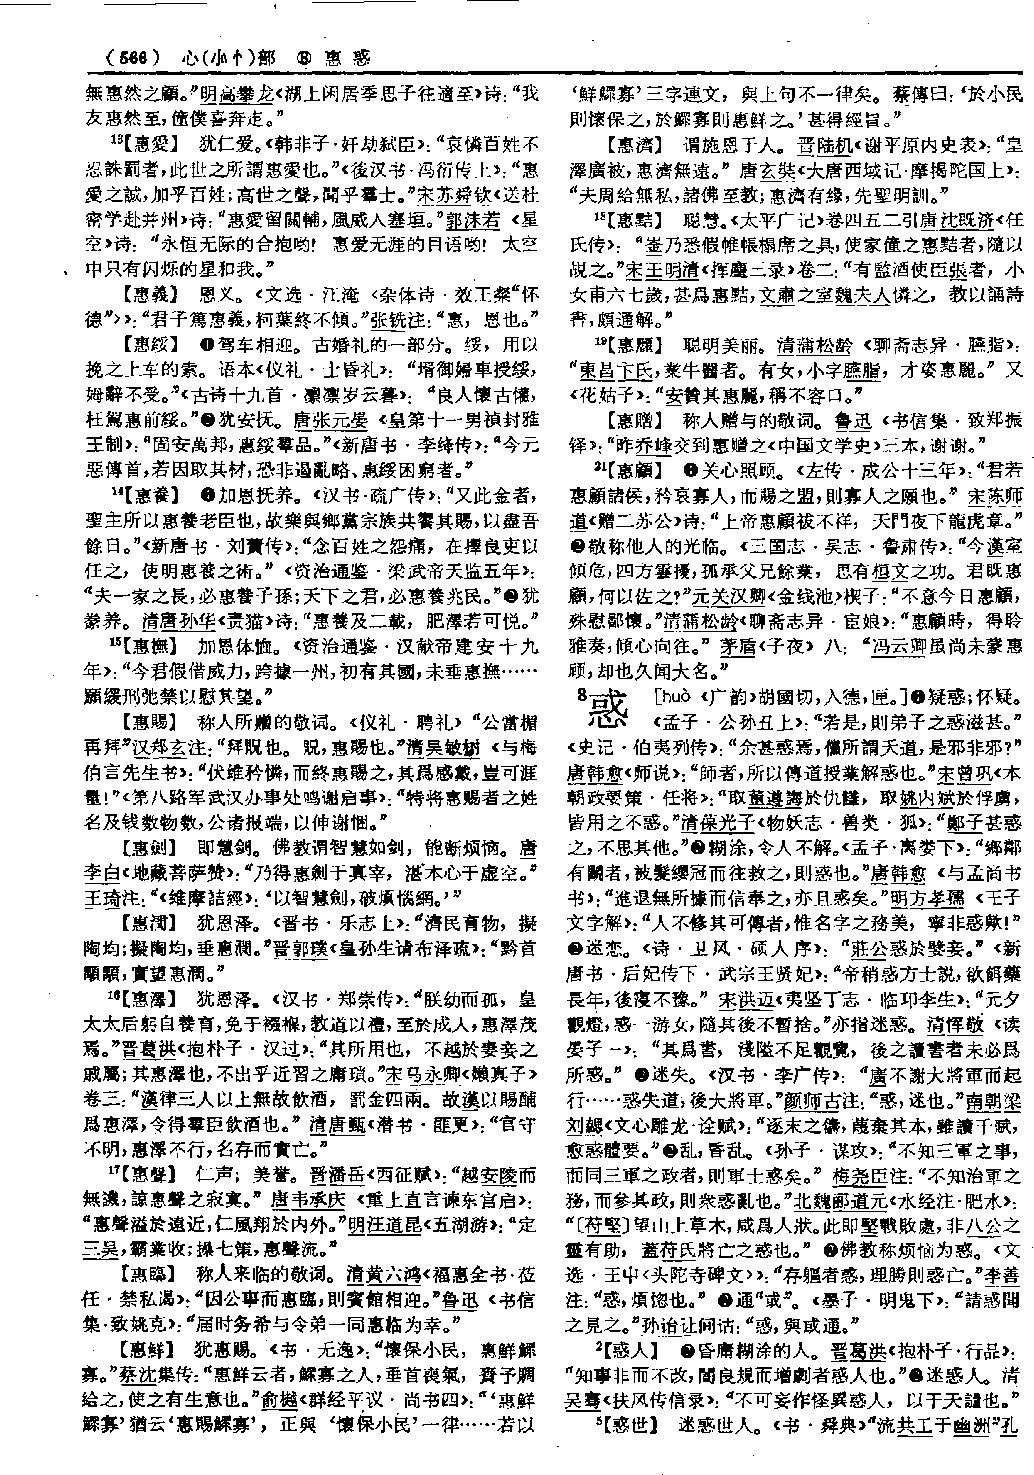 （566） 心(小忄)部 ⑧ 惠 惑
無惠然之顧。”明高攀龙《湖上闲居季思子往適至》诗：“我
友惠然至，僮僕喜奔走。”
13【惠愛】 犹仁爱。《韩非子·奸劫弑臣》：“哀憐百姓不
忍誅罰者，此世之所謂惠愛也。”《後汉书·冯衍传上》：“惠
愛之誠，加乎百姓；高世之聲，聞乎羣士。”宋苏舜钦《送杜
密学赴并州》诗：“惠愛留關輔，風威入塞垣。”郭沫若《星
空》诗：“永恒无际的合抱哟！惠爱无涯的目语哟！太空
中只有闪烁的星和我。”
【惠義】 恩义。《文选·江淹〈杂体诗·效王粲“怀
德”〉》：“君子篤惠義，柯葉終不傾。”张铣注：“惠，恩也。”
【惠綏】 ❶驾车相迎。古婚礼的一部分。绥，用以
挽之上车的索。语本《仪礼·士昏礼》：“壻御婦車授綏，
姆辭不受。”《古诗十九首·凛凛岁云暮》：“良人懷古懽，
枉駕惠前綏。”❷犹安抚。唐张元晏《皇第十一男禎封雅
王制》：“固安萬邦，惠綏羣品。”《新唐书·李绛传》：“今元
惡傳首，若因取其材，恐非遏亂略、惠綏困窮者。”
14【惠養】 ❶加恩抚养。《汉书·疏广传》：“又此金者，
聖主所以惠養老臣也，故樂與鄉黨宗族共饗其賜，以盡吾
餘日。”《新唐书·刘蕡传》：“念百姓之怨痛，在擇良吏以
任之，使明惠養之術。”《资治通鉴·梁武帝天监五年》：
“夫一家之長，必惠養子孫；天下之君，必惠養兆民。”❷犹
豢养。清唐孙华《责猫》诗：“惠養及二載，肥澤若可悦。”
15【惠撫】 加恩体恤。《资治通鉴·汉献帝建安十九
年》：“今君假借威力，跨據一州，初有其國，未垂惠撫……
願緩刑弛禁以慰其望。”
【惠賜】 称人所赠的敬词。《仪礼·聘礼》“公當楣
再拜”汉郑玄注：“拜貺也。貺，惠賜也。”清吴敏树《与梅
伯言先生书》：“伏維矜憐，而終惠賜之，其爲感戴，豈可涯
量！”《第八路军武汉办事处鸣谢启事》：“特将惠赐者之姓
名及钱数物数，公诸报端，以伸谢悃。”
【惠劍】 即慧剑。佛教谓智慧如剑，能断烦恼。唐
李白《地藏菩萨赞》：“乃得惠劍于真宰，湛本心于虚空。”
王琦注：“《維摩詰經》：‘以智慧劍，破煩惱網。’”
【惠潤】 犹恩泽。《晋书·乐志上》：“濟民育物，擬
陶均；擬陶均，垂惠潤。”晋郭璞《皇孙生请布泽疏》：“黔首
顒顒，實望惠潤。”
16【惠澤】 犹恩泽。《汉书·郑崇传》：“朕幼而孤，皇
太太后躬自養育，免于襁褓，教道以禮，至於成人，惠澤茂
焉。”晋葛洪《抱朴子·汉过》：“其所用也，不越於妻妾之
戚屬；其惠澤也，不出乎近習之庸瑣。”宋马永卿《嬾真子》
卷三：“漢律三人以上無故飲酒，罰金四兩。故漢以賜酺
爲惠澤，令得羣臣飲酒也。”清唐甄《潜书·匪更》：“官守
不明，惠澤不行，名存而實亡。”
17【惠聲】 仁声；美誉。晋潘岳《西征赋》：“越安陵而
無譏，諒惠聲之寂寞。”唐韦承庆《重上直言谏东宫启》：
“惠聲溢於遠近，仁風翔於内外。”明汪道昆《五湖游》：“定
三吴，霸業收；操七策，惠聲流。”
【惠臨】 称人来临的敬词。清黄六鸿《福惠全书·莅
任·禁私谒》：“因公事而惠臨，則賓館相迎。”鲁迅《书信
集·致姚克》：“届时务希与令弟一同惠临为幸。”
【惠鮮】 犹惠赐。《书·无逸》：“懷保小民，惠鮮鰥
寡。”蔡沈集传：“惠鮮云者，鰥寡之人，垂首喪氣，賚予賙
給之，使之有生意也。”俞樾《群经平议·尚书四》：“‘惠鮮
鰥寡’猶云‘惠賜鰥寡’，正與‘懷保小民’一律……若以
‘鮮鰥寡’三字連文，與上句不一律矣。蔡傳曰：‘於小民
則懷保之，於鰥寡則惠鮮之。’甚得經旨。”
【惠濟】 谓施恩于人。晋陆机《谢平原内史表》：“皇
澤廣被，惠濟無遠。”唐玄奘《大唐西域记·摩揭陀国上》：
“夫周給無私，諸佛至教；惠濟有緣，先聖明訓。”
18【惠黠】 聪慧。《太平广记》卷四五二引唐沈既济《任
氏传》：“崟乃悉假帷帳榻席之具，使家僮之惠黠者，隨以
覘之。”宋王明清《挥麈三录》卷二：“有監酒使臣張者，小
女甫六七歲，甚爲惠黠，文肅之室魏夫人憐之，教以誦詩
書，頗通解。”
19【惠麗】 聪明美丽。清蒲松龄《聊斋志异·臙脂》：
“東昌卞氏，業牛醫者。有女，小字臙脂，才姿惠麗。”又
《花姑子》：“安贊其惠麗，稱不容口。”
【惠贈】 称人赠与的敬词。鲁迅《书信集·致郑振
铎》：“昨乔峰交到惠赠之《中国文学史》三本，谢谢。”
21【惠顧】 ❶关心照顾。《左传·成公十三年》：“君若
惠顧諸侯，矜哀寡人，而賜之盟，則寡人之願也。”宋陈师
道《赠二苏公》诗：“上帝惠顧祓不祥，天門夜下龍虎章。”
❷敬称他人的光临。《三国志·吴志·鲁肃传》：“今漢室
傾危，四方雲擾，孤承父兄餘業，思有桓文之功。君既惠
顧，何以佐之？”元关汉卿《金线池》楔子：“不意今日惠顧，
殊慰鄙懷。”清蒲松龄《聊斋志异·宦娘》：“惠顧時，得聆
雅奏，傾心向往。”茅盾《子夜》八：“冯云卿虽尚未蒙惠
顾，却也久闻大名。”
8惑 ［huò《广韵》胡國切，入德，匣。］❶疑惑；怀疑。
《孟子·公孙丑上》：“若是，則弟子之惑滋甚。”
《史记·伯夷列传》：“余甚惑焉，儻所謂天道，是邪非邪？”
唐韩愈《师说》：“師者，所以傳道授業解惑也。”宋曾巩《本
朝政要策·任将》：“取董遵誨於仇讎，取姚内斌於俘虜，
皆用之不惑。”清葆光子《物妖志·兽类·狐》：“鄭子甚惑
之，不思其他。”❷糊涂，令人不解。《孟子·离娄下》：“鄉鄰
有鬭者，被髮纓冠而往救之，則惑也。”唐韩愈《与孟尚书
书》：“進退無所據而信奉之，亦且惑矣。”明方孝孺《王子
文字解》：“人不修其可傳者，惟名字之務美，寧非惑歟！”
❸迷恋。《诗·卫风·硕人序》：“莊公惑於嬖妾。”《新
唐书·后妃传下·武宗王贤妃》：“帝稍惑方士説，欲餌藥
長年，後寖不豫。”宋洪迈《夷坚丁志·临邛李生》：“元夕
觀燈，惑一游女，隨其後不暫捨。”亦指迷惑。清恽敬《读
晏子一》：“其爲書，淺隘不足觀覽，後之讀書者未必爲
所惑。”❹迷失。《汉书·李广传》：“廣不謝大將軍而起
行……惑失道，後大將軍。”颜师古注：“惑，迷也。”南朝梁
刘勰《文心雕龙·诠赋》：“逐末之儔，蔑棄其本，雖讀千賦，
愈惑體要。”❺乱，昏乱。《孙子·谋攻》：“不知三軍之事，
而同三軍之政者，則軍士惑矣。”梅尧臣注：“不知治軍之
務，而參其政，則衆惑亂也。”北魏郦道元《水经注·肥水》：
“〔苻堅〕望山上草木，咸爲人狀。此即堅戰敗處，非八公之
靈有助，蓋苻氏將亡之惑也。”❻佛教称烦恼为惑。《文
选·王屮〈头陀寺碑文〉》：“存軀者惑，理勝則惑亡。”李善
注：“惑，煩惱也。”❼通“或”。《墨子·明鬼下》：“請惑聞
之見之。”孙诒让间诂：“惑，與或通。”
2【惑人】 ❶昏庸糊涂的人。晋葛洪《抱朴子·行品》：
“知事非而不改，聞良規而增劇者惑人也。”❷迷惑人。清
吴骞《扶风传信录》：“不可妄作怪異惑人，以干天譴也。”
5【惑世】 迷惑世人。《书·舜典》“流共工于幽洲”孔